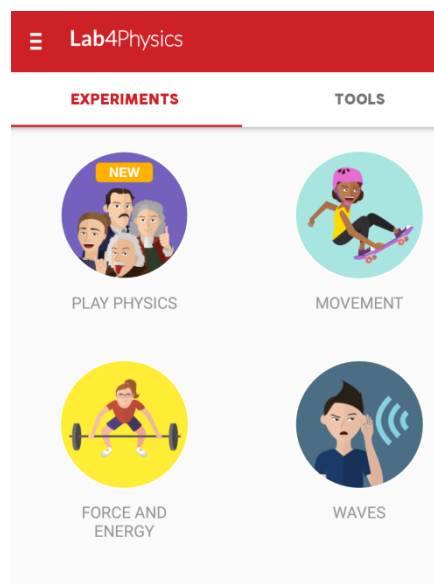 Lab4Physics
EXPERIMENTS
TOOLS
NEW
PLAY PHYSICS
MOVEMENT
FORCE AND
ENERGY
WAVES